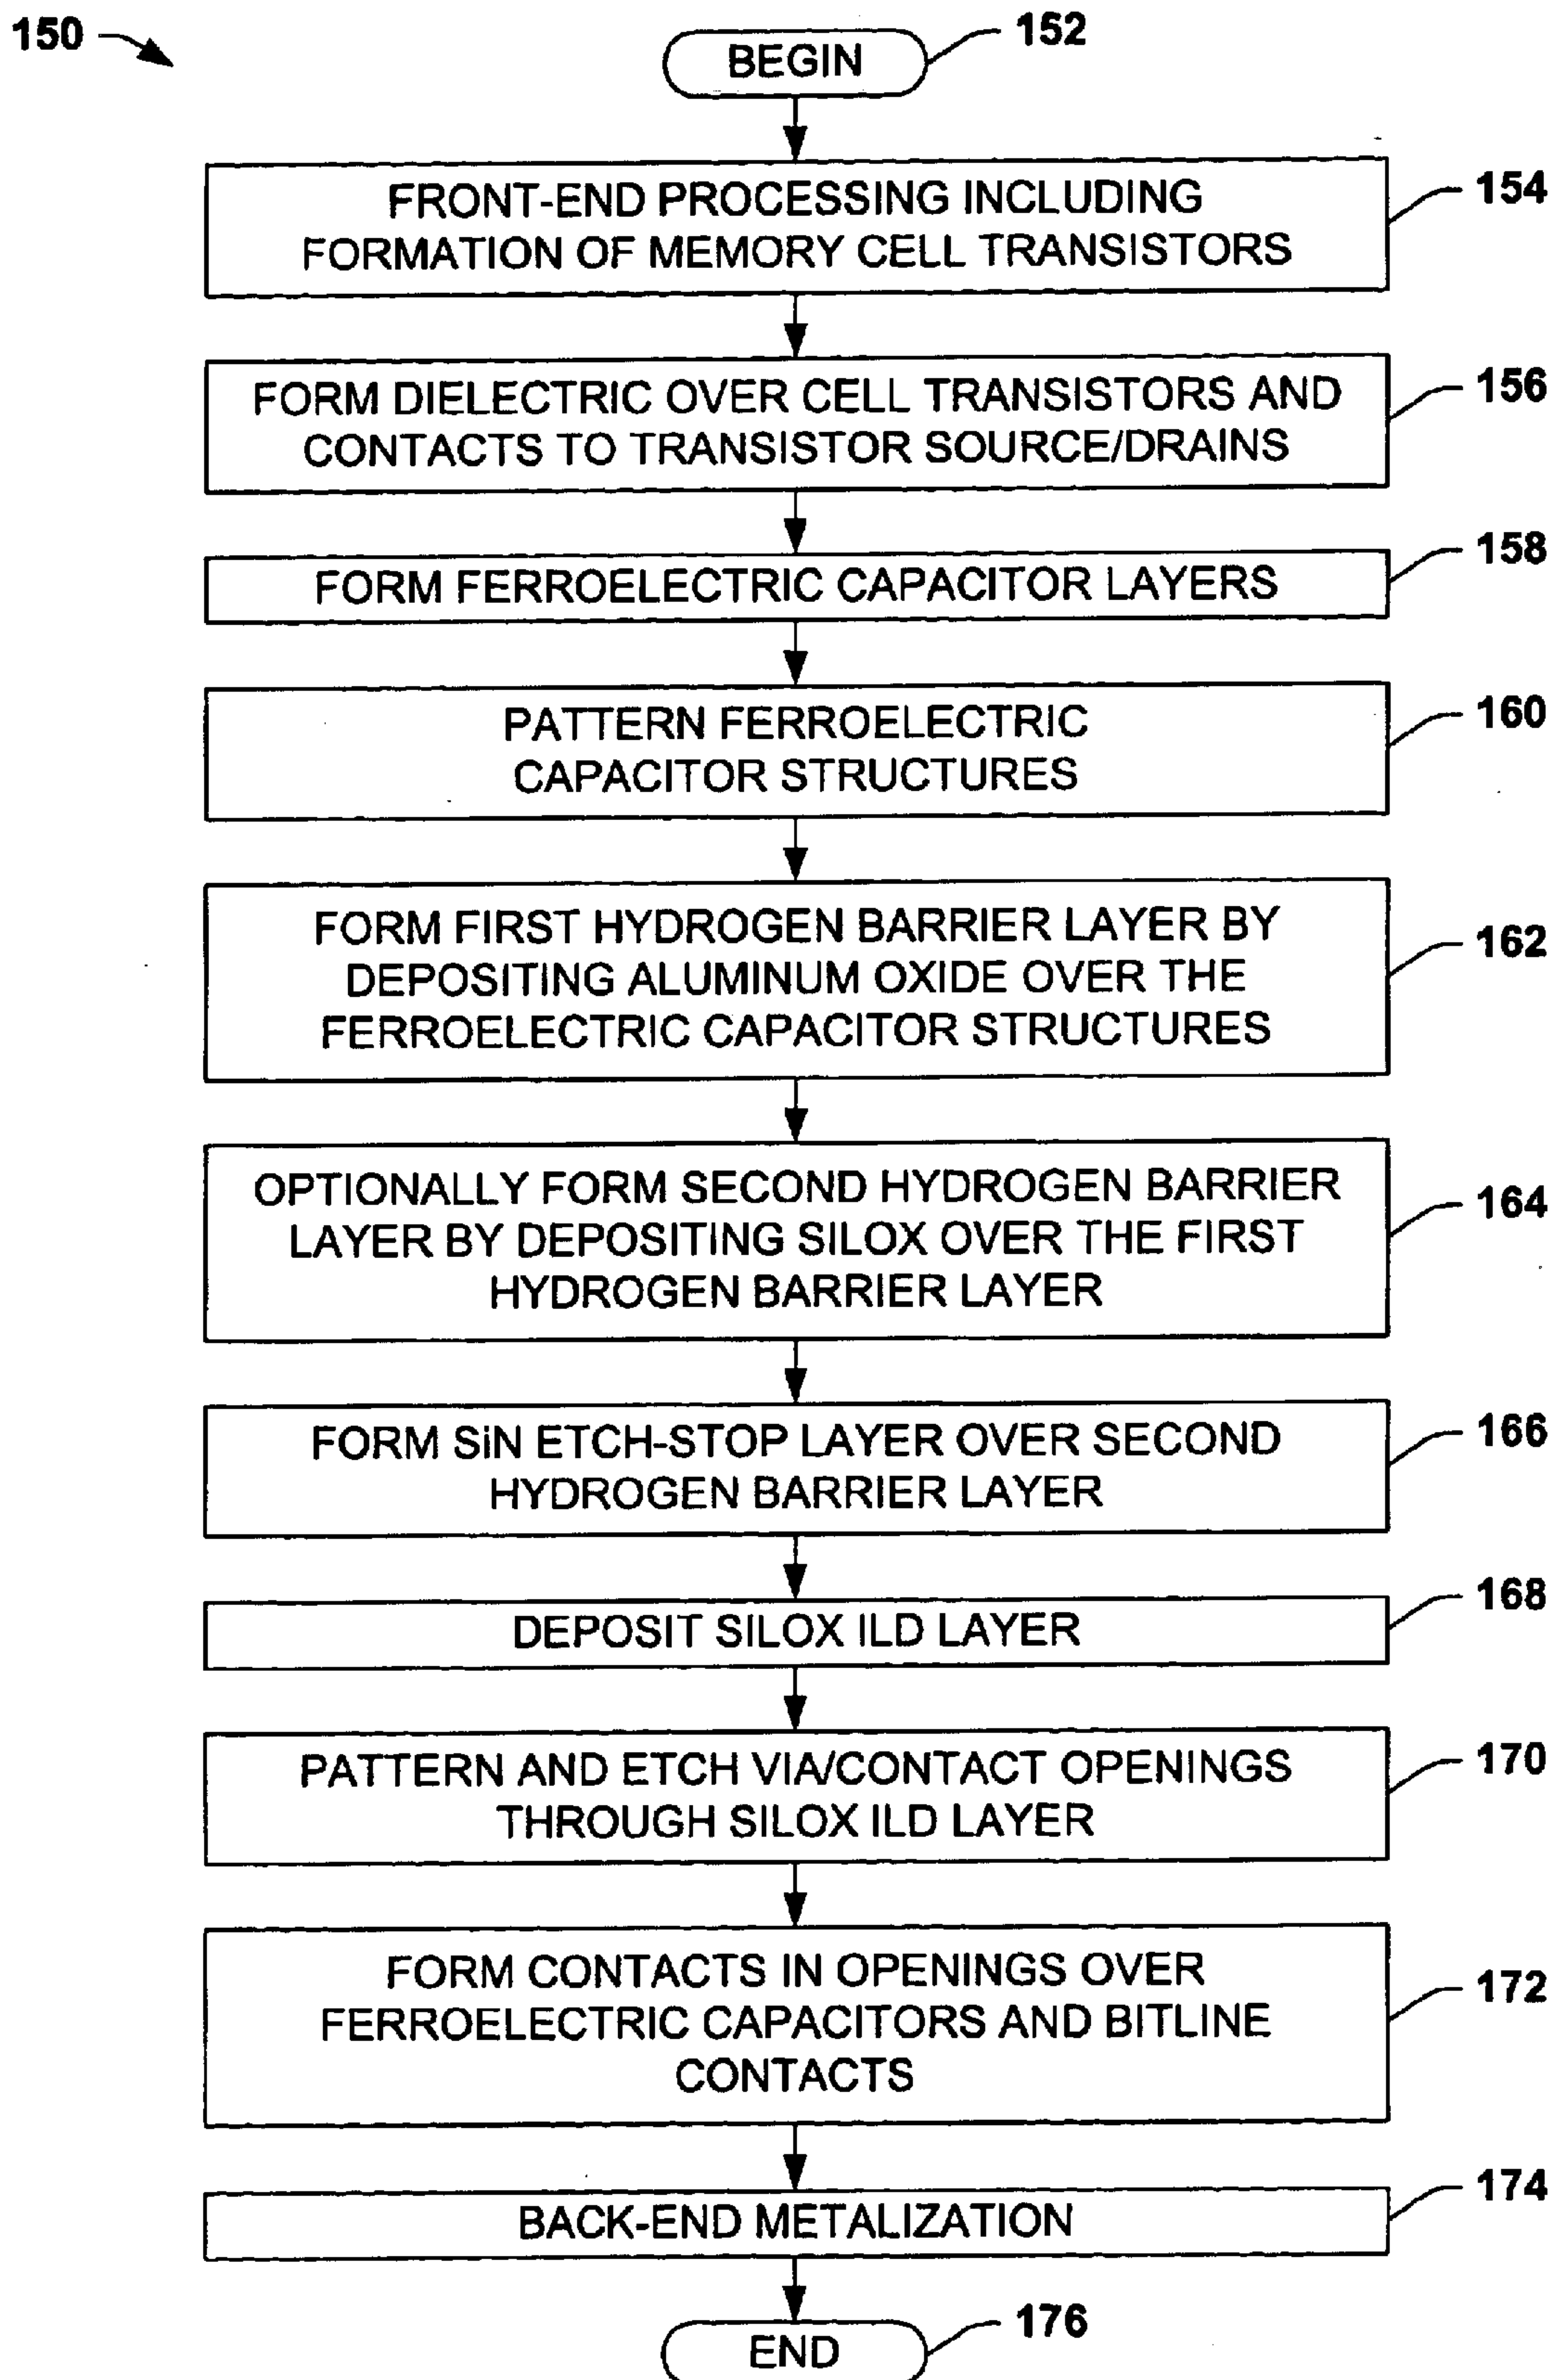 150
BEGIN
152
FRONT-END PROCESSING INCLUDING
FORMATION OF MEMORY CELL TRANSISTORS
154
FORM DIELECTRIC OVER CELL TRANSISTORS AND
CONTACTS TO TRANSISTOR SOURCE/DRAINS
156
FORM FERROELECTRIC CAPACITOR LAYERS
158
PATTERN FERROELECTRIC
CAPACITOR STRUCTURES
160
FORM FIRST HYDROGEN BARRIER LAYER BY
DEPOSITING ALUMINUM OXIDE OVER THE
FERROELECTRIC CAPACITOR STRUCTURES
162
OPTIONALLY FORM SECOND HYDROGEN BARRIER
LAYER BY DEPOSITING SILOX OVER THE FIRST
HYDROGEN BARRIER LAYER
164
FORM SiN ETCH-STOP LAYER OVER SECOND
HYDROGEN BARRIER LAYER
166
DEPOSIT SILOX ILD LAYER
168
PATTERN AND ETCH VIA/CONTACT OPENINGS
THROUGH SILOX ILD LAYER
170
FORM CONTACTS IN OPENINGS OVER
FERROELECTRIC CAPACITORS AND BITLINE
CONTACTS
172
BACK-END METALIZATION
174
END
176